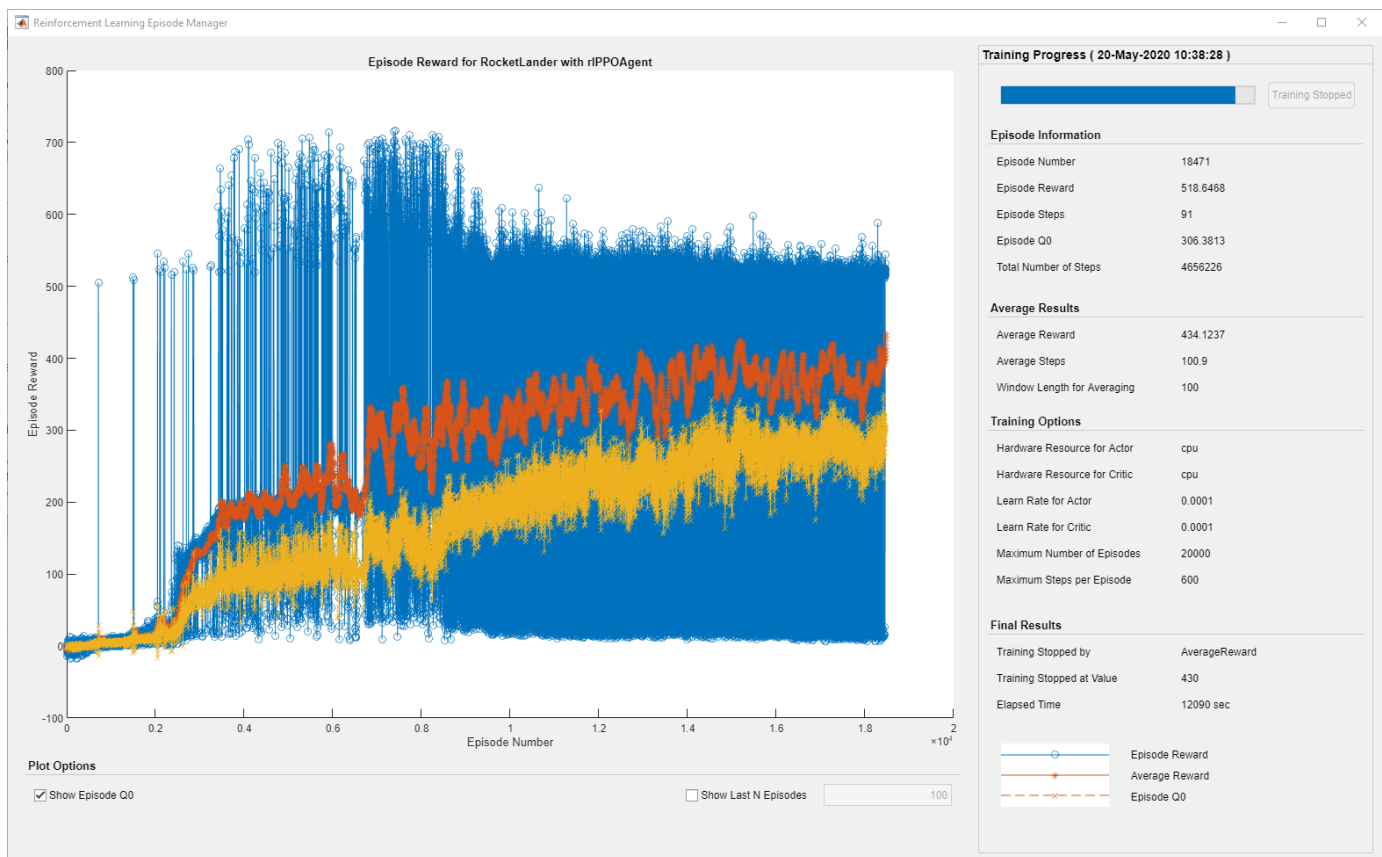 Reinforcement Learning Episode Manager
Episode Reward for RocketLander with rlPPOAgent
800
700
600
500
400
300
200
100
0
-100
Episode Reward
0 0.2 0.4 0.6 0.8 1 1.2 1.4 1.6 1.8 2
Episode Number
×10⁴
Plot Options
Show Episode Q0
Show Last N Episodes 100
Training Progress ( 20-May-2020 10:38:28 )
Training Stopped
Episode Information
Episode Number 18471
Episode Reward 518.6468
Episode Steps 91
Episode Q0 306.3813
Total Number of Steps 4656226
Average Results
Average Reward 434.1237
Average Steps 100.9
Window Length for Averaging 100
Training Options
Hardware Resource for Actor cpu
Hardware Resource for Critic cpu
Learn Rate for Actor 0.0001
Learn Rate for Critic 0.0001
Maximum Number of Episodes 20000
Maximum Steps per Episode 600
Final Results
Training Stopped by AverageReward
Training Stopped at Value 430
Elapsed Time 12090 sec
Episode Reward
Average Reward
Episode Q0